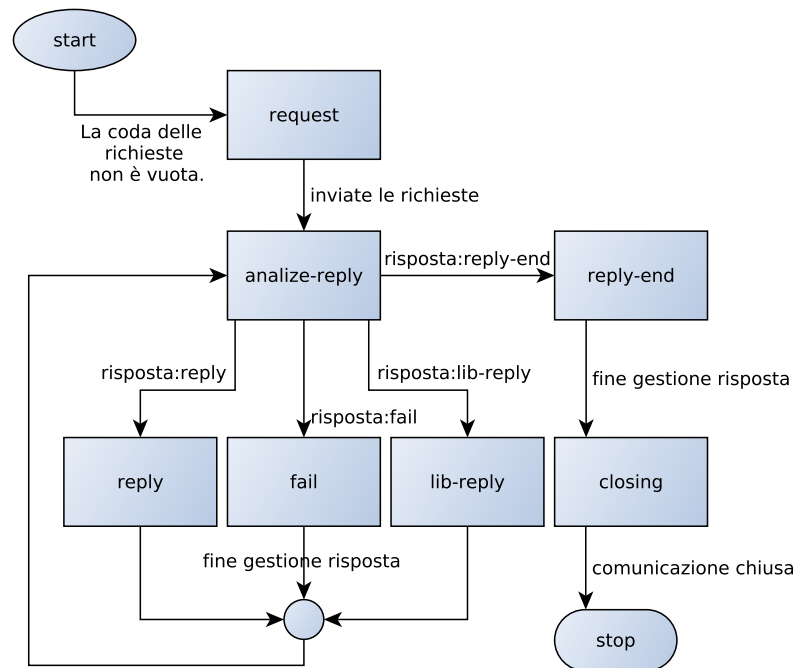 start
request
La coda delle
richieste
non è vuota.
inviate le richieste
analize-reply
risposta:reply-end
reply-end
risposta:reply
risposta:lib-reply
fine gestione risposta
risposta:fail
reply
fail
lib-reply
closing
fine gestione risposta
comunicazione chiusa
stop